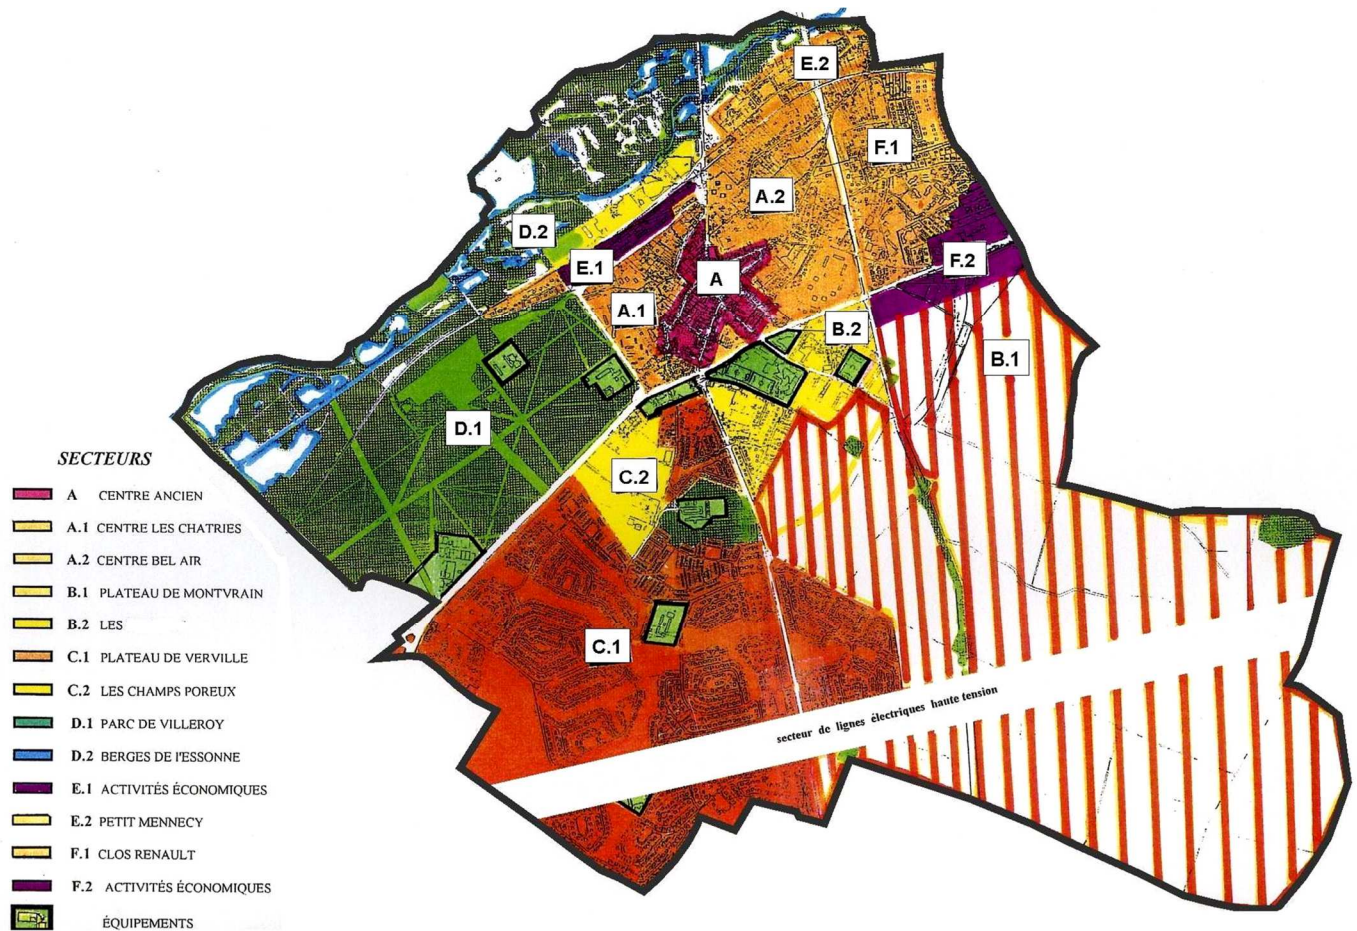 E.2
F.1
A.2
D.2
E.1
A
F.2
A.1
B.2
B.1
D.1
C.2
C.1
secteur de lignes électriques haute tension
SECTEURS
A CENTRE ANCIEN
A.1 CENTRE LES CHATRIES
A.2 CENTRE BEL AIR
B.1 PLATEAU DE MONTVRAIN
B.2 LES
C.1 PLATEAU DE VERVILLE
C.2 LES CHAMPS POREUX
D.1 PARC DE VILLEROY
D.2 BERGES DE l'ESSONNE
E.1 ACTIVITÉS ÉCONOMIQUES
E.2 PETIT MENNECY
F.1 CLOS RENAULT
F.2 ACTIVITÉS ÉCONOMIQUES
ÉQUIPEMENTS